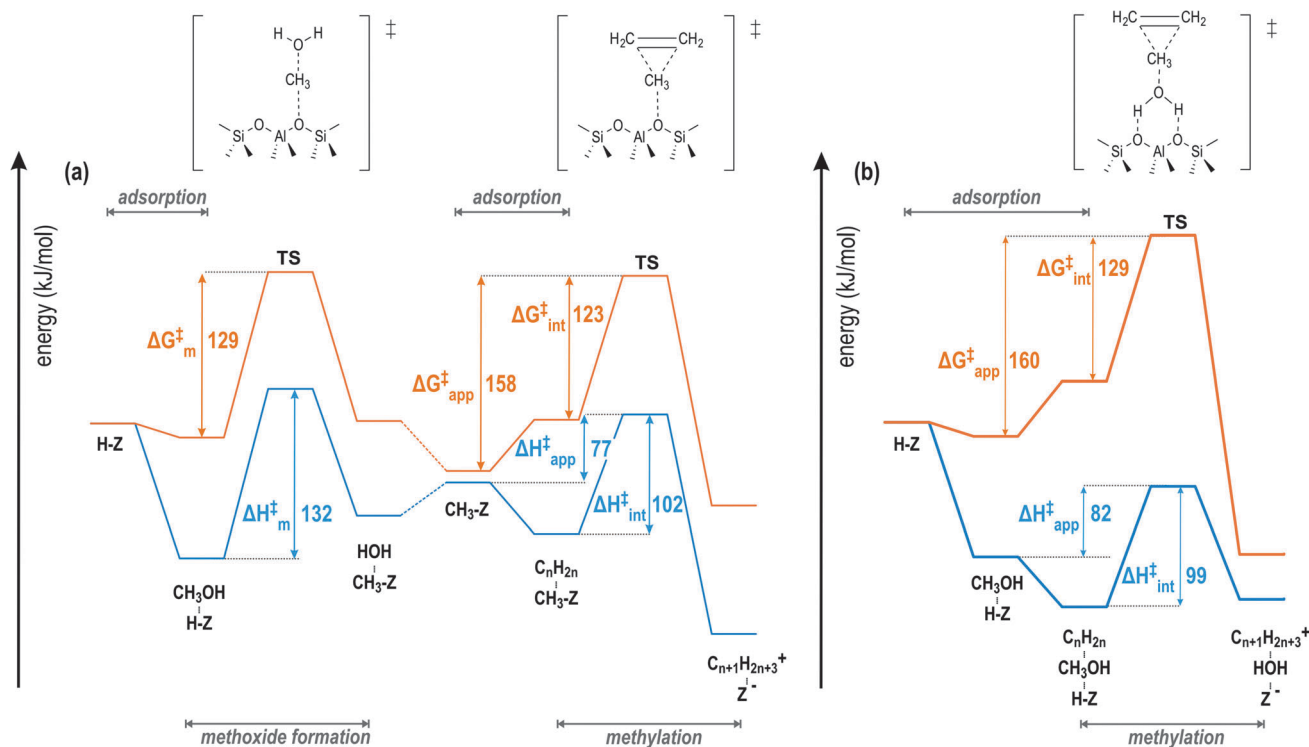 H H
O
CH₃
Si O Al O Si
‡
H₂C CH₂
CH₃
Si O Al O Si
‡
H₂C CH₂
CH₃
O
H H
Si O Al O Si
‡
(a)
energy (kJ/mol)
adsorption
adsorption
TS
TS
ΔG‡m 129
ΔG‡app 158
ΔG‡int 123
ΔH‡m 132
ΔH‡app 77
ΔH‡int 102
H-Z
CH₃OH
H-Z
HOH
CH₃-Z
CH₃-Z
CₙH₂ₙ
CH₃-Z
Cₙ₊₁H₂ₙ₊₃⁺
Z⁻
methoxide formation
methylation
(b)
energy (kJ/mol)
adsorption
TS
ΔG‡int 129
ΔG‡app 160
ΔH‡app 82
ΔH‡int 99
H-Z
CH₃OH
H-Z
CₙH₂ₙ
CH₃OH
H-Z
Cₙ₊₁H₂ₙ₊₃⁺
HOH
Z⁻
methylation